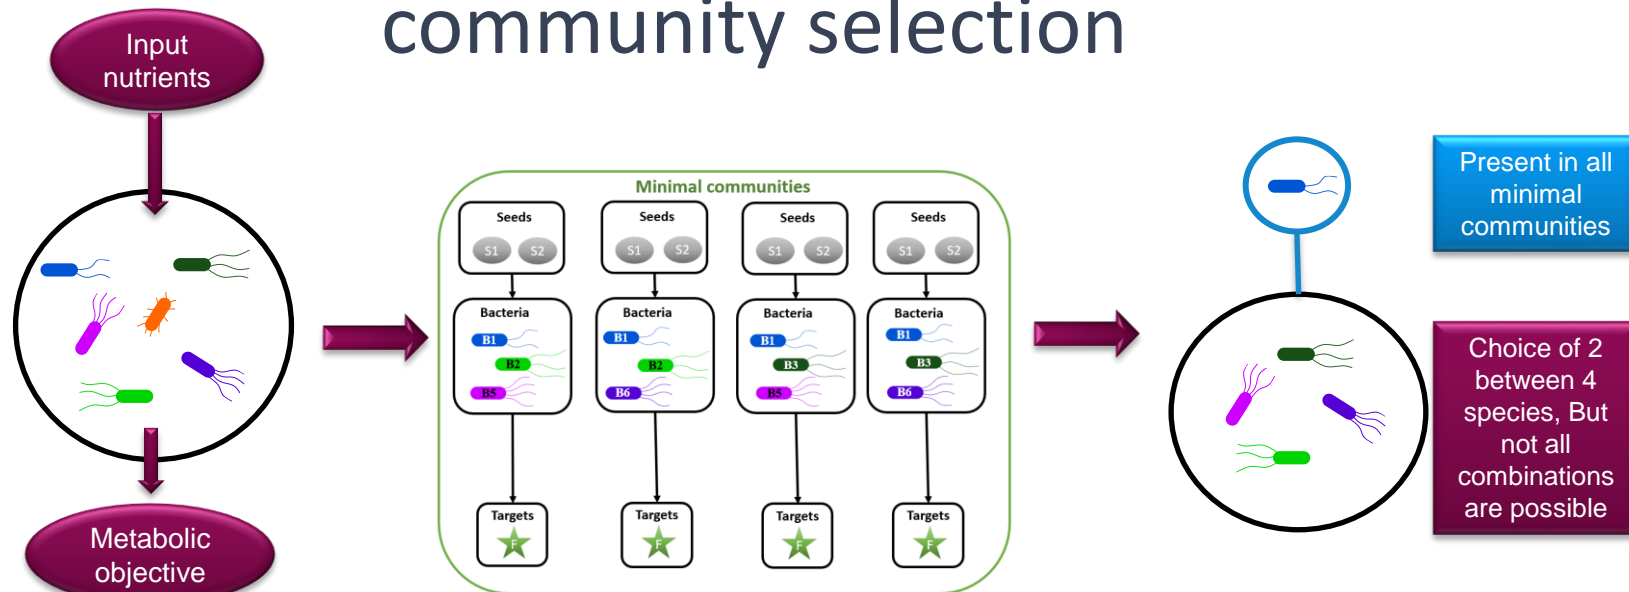 community selection
Input
nutrients
Metabolic
objective
Minimal communities
Seeds
S1 S2
Bacteria
B1
B2
B5
Targets
F
Seeds
S1 S2
Bacteria
B1
B2
B6
Targets
F
Seeds
S1 S2
Bacteria
B1
B3
B5
Targets
F
Seeds
S1 S2
Bacteria
B1
B3
B6
Targets
F
Present in all
minimal
communities
Choice of 2
between 4
species, But
not all
combinations
are possible